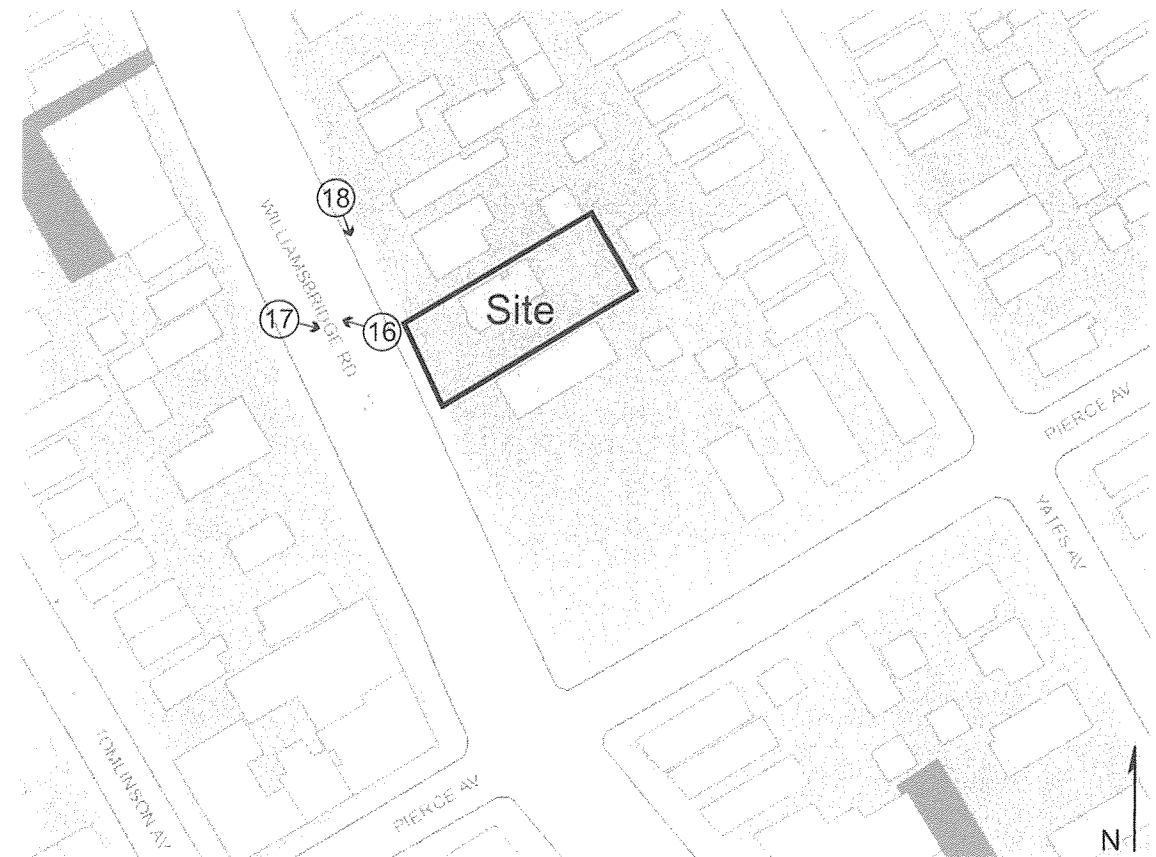 18
WILLIAMSBRIDGE RD
17
16
Site
PIERCE AV
YATES AV
TOMLINSON AV
PIERCE AV
N